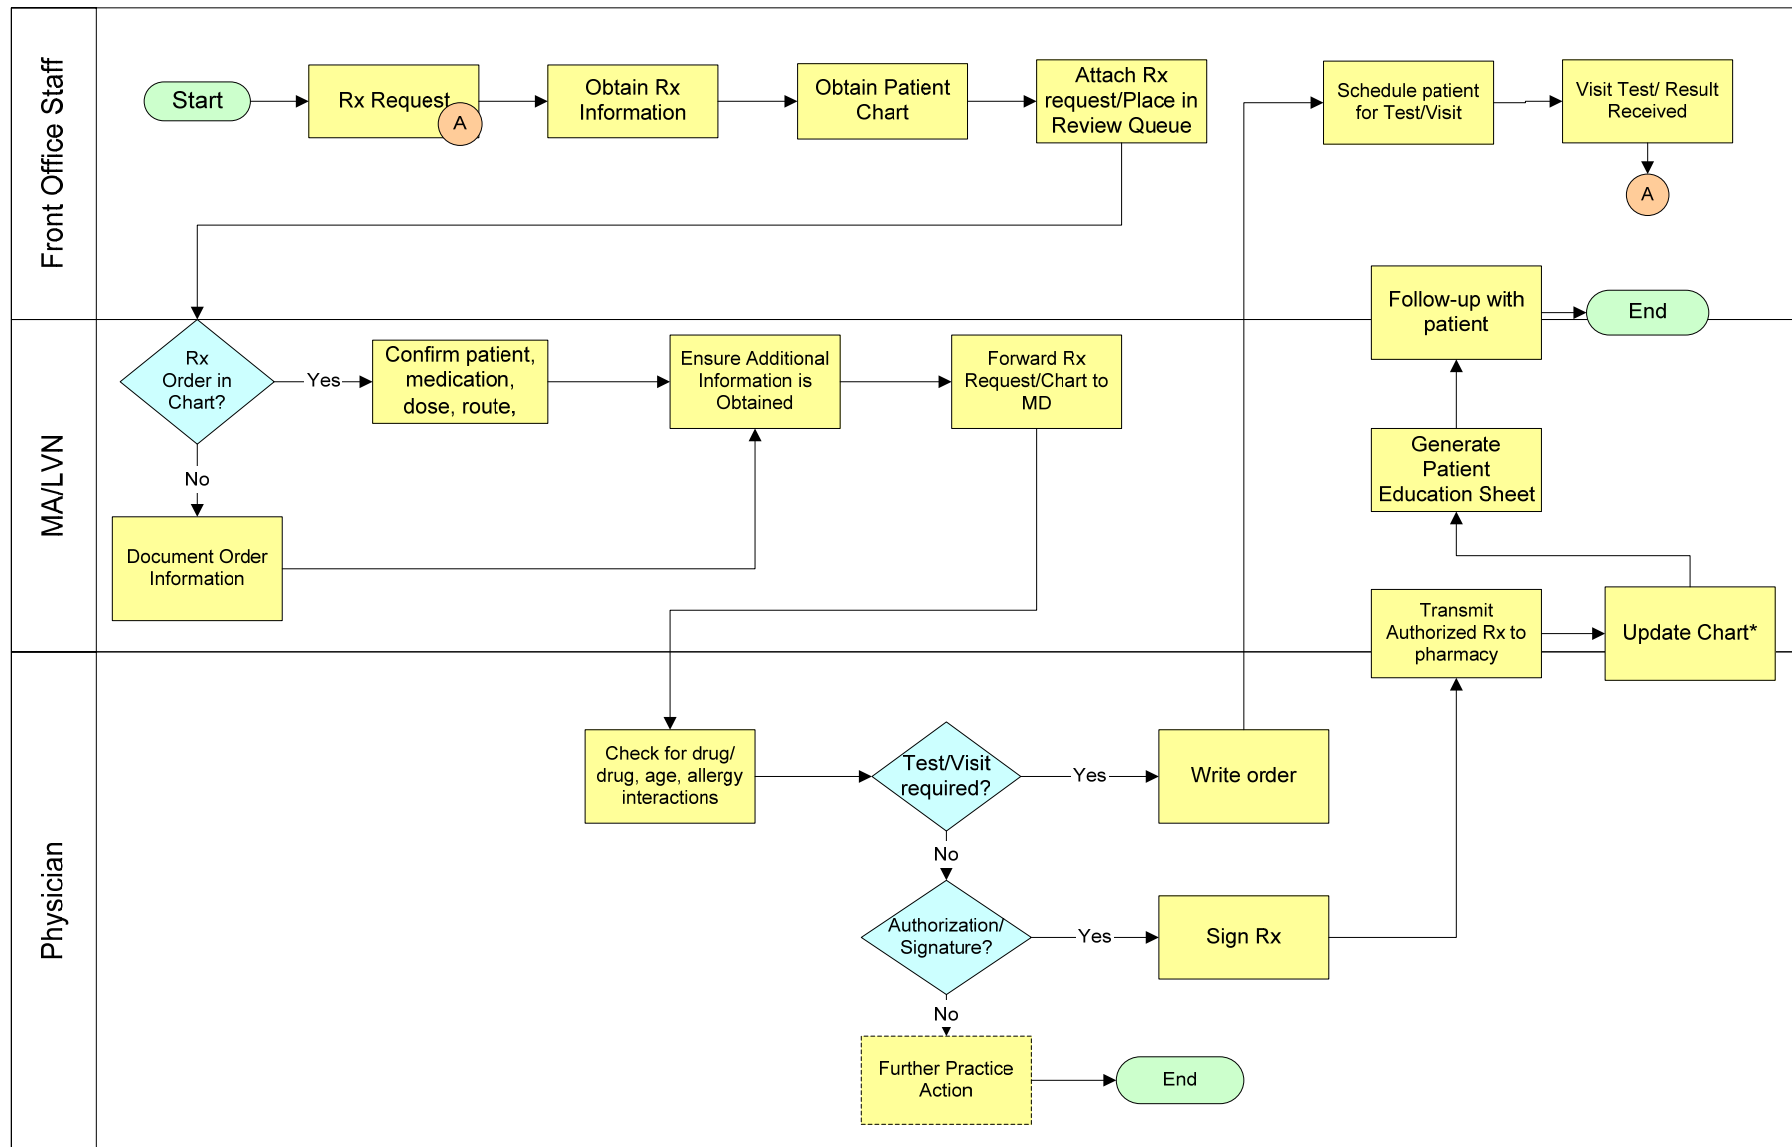 Front Office Staff
Start
Rx Request
A
Obtain Rx
Information
Obtain Patient
Chart
Attach Rx
request/Place in
Review Queue
Schedule patient
for Test/Visit
Visit Test/ Result
Received
A
Follow-up with
patient
End
MA/LVN
Rx
Order in
Chart?
Yes
Confirm patient,
medication,
dose, route,
Ensure Additional
Information is
Obtained
Forward Rx
Request/Chart to
MD
No
Document Order
Information
Generate
Patient
Education Sheet
Transmit
Authorized Rx to
pharmacy
Update Chart*
Physician
Check for drug/
drug, age, allergy
interactions
Test/Visit
required?
Yes
Write order
No
Authorization/
Signature?
Yes
Sign Rx
No
Further Practice
Action
End